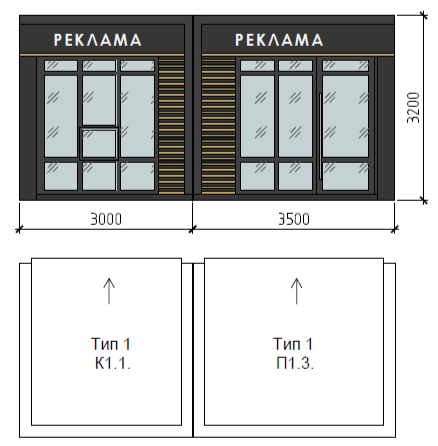 РЕКЛАМА
РЕКЛАМА
3200
3000
3500
Тип 1
К1.1.
Тип 1
П1.3.